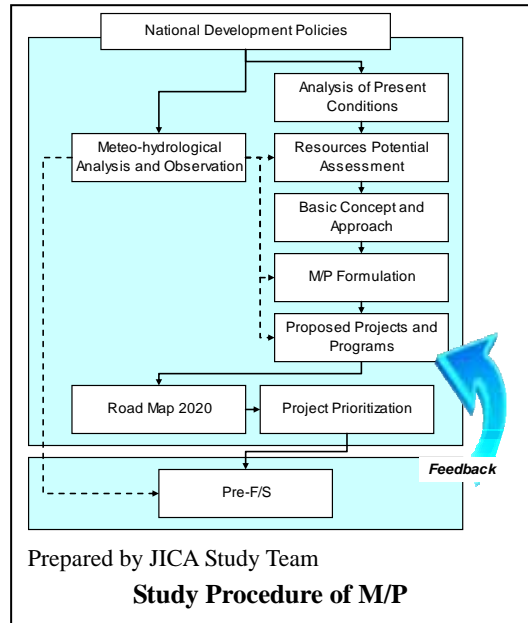 National Development Policies
Analysis of Present
Conditions
Meteo-hydrological
Analysis and Observation
Resources Potential
Assessment
Basic Concept and
Approach
M/P Formulation
Proposed Projects and
Programs
Road Map 2020
Project Prioritization
Feedback
Pre-F/S
Prepared by JICA Study Team
Study Procedure of M/P